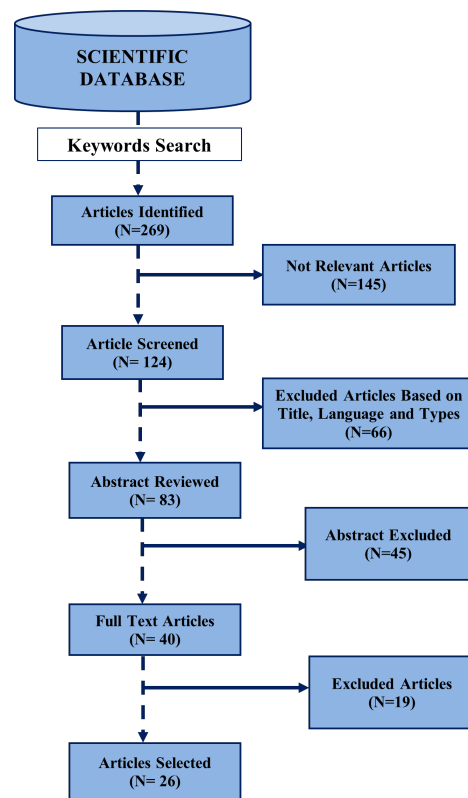 SCIENTIFIC
DATABASE
Keywords Search
Articles Identified
(N=269)
Not Relevant Articles
(N=145)
Article Screened
(N= 124)
Excluded Articles Based on
Title, Language and Types
(N=66)
Abstract Reviewed
(N= 83)
Abstract Excluded
(N=45)
Full Text Articles
(N= 40)
Excluded Articles
(N=19)
Articles Selected
(N= 26)